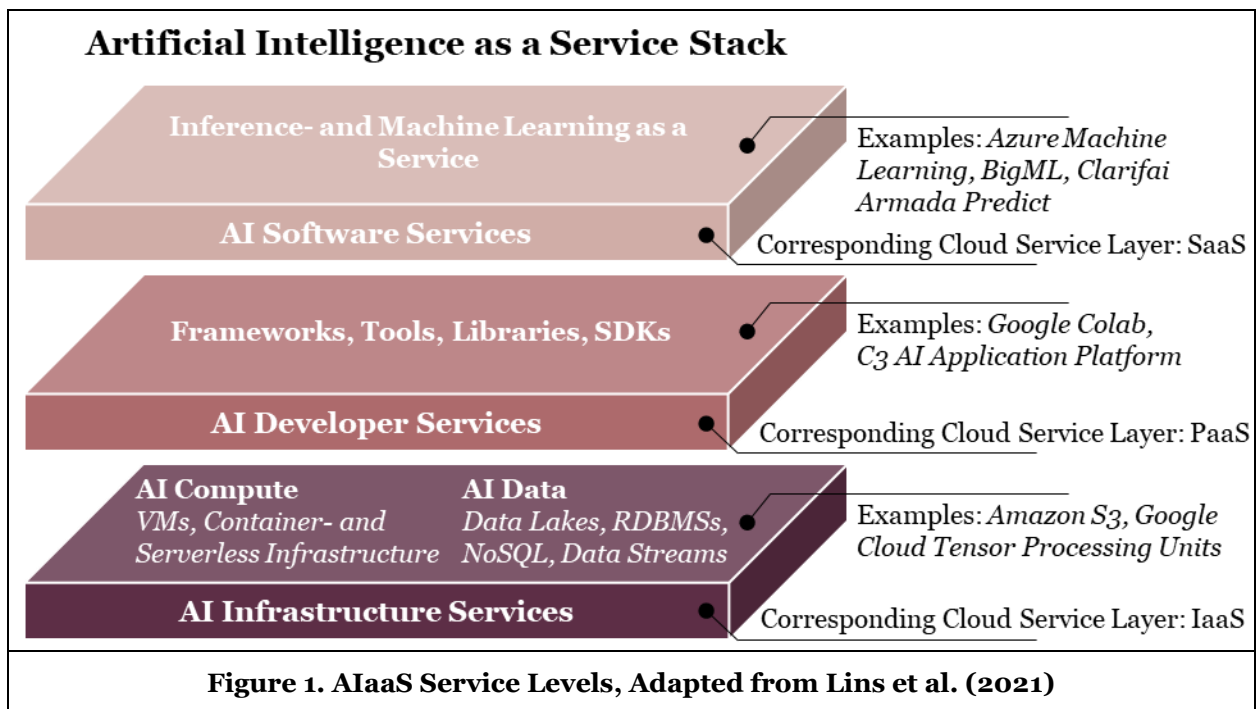 Artificial Intelligence as a Service Stack
Inference- and Machine Learning as a
Service
AI Software Services
Examples: Azure Machine
Learning, BigML, Clarifai
Armada Predict
Corresponding Cloud Service Layer: SaaS
Frameworks, Tools, Libraries, SDKs
AI Developer Services
Examples: Google Colab,
C3 AI Application Platform
Corresponding Cloud Service Layer: PaaS
AI Compute
VMs, Container- and
Serverless Infrastructure
AI Data
Data Lakes, RDBMSs,
NoSQL, Data Streams
AI Infrastructure Services
Examples: Amazon S3, Google
Cloud Tensor Processing Units
Corresponding Cloud Service Layer: IaaS
Figure 1. AIaaS Service Levels, Adapted from Lins et al. (2021)